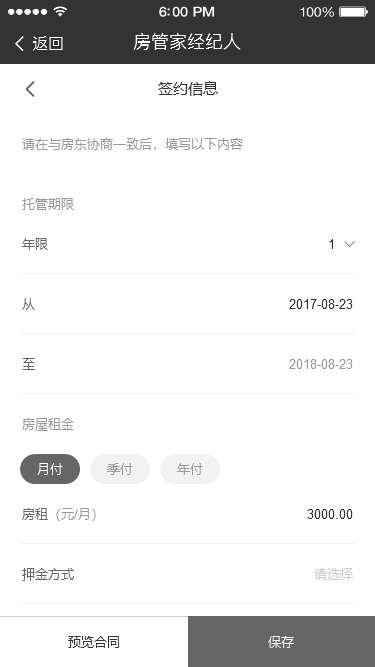 6:00 PM
100%
返回
房管家经纪人
签约信息
请在与房东协商一致后，填写以下内容
托管期限
年限
1
从
2017-08-23
至
2018-08-23
房屋租金
月付
季付
年付
房租（元/月）
3000.00
押金方式
请选择
预览合同
保存